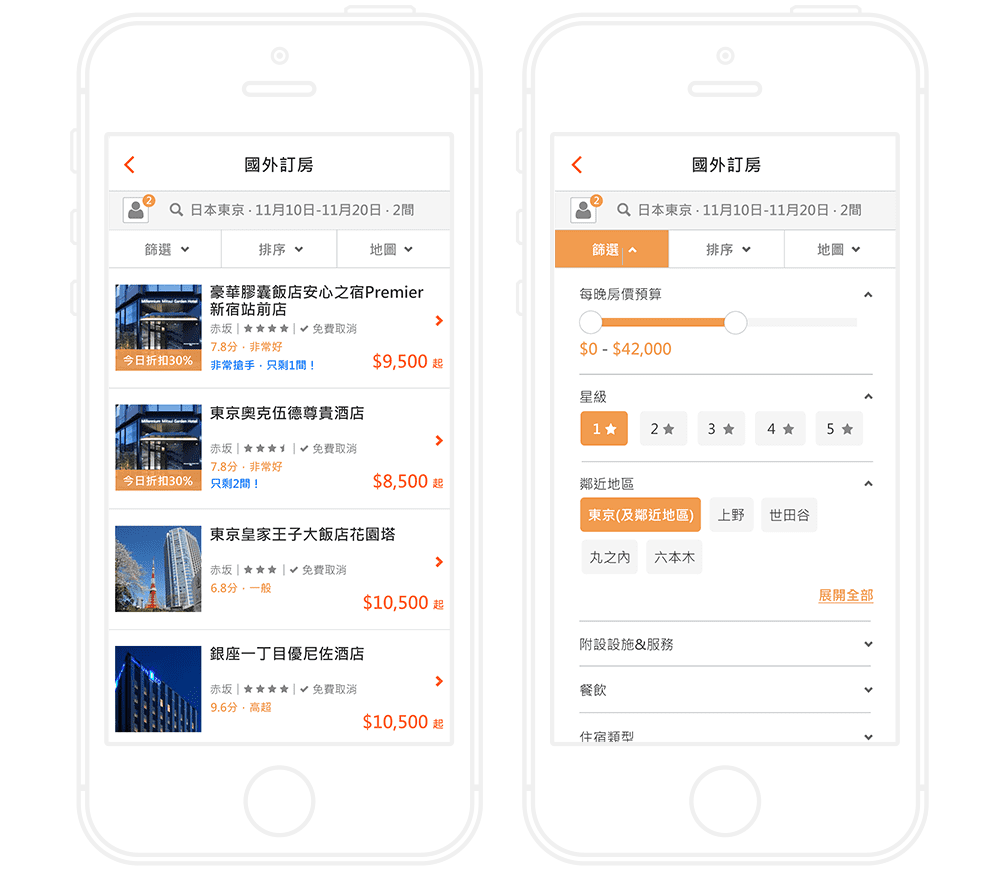 國外訂房
2
日本東京 · 11月10日-11月20日 · 2間
篩選
排序
地圖
豪華膠囊飯店安心之宿Premier
新宿站前店
赤坂 | ★★★★ | ✓ 免費取消
7.8分 · 非常好
非常搶手 · 只剩1間！
今日折扣30%
$9,500 起
東京奧克伍德尊貴酒店
赤坂 | ★★★ | ✓ 免費取消
7.8分 · 非常好
只剩2間！
今日折扣30%
$8,500 起
東京皇家王子大飯店花園塔
赤坂 | ★★★ | ✓ 免費取消
6.8分 · 一般
$10,500 起
銀座一丁目優尼佐酒店
赤坂 | ★★★★ | ✓ 免費取消
9.6分 · 高超
$10,500 起
國外訂房
2
日本東京 · 11月10日-11月20日 · 2間
篩選
排序
地圖
每晚房價預算
$0 - $42,000
星級
1★ 2★ 3★ 4★ 5★
鄰近地區
東京(及鄰近地區) 上野 世田谷
丸之內 六本木
展開全部
附設設施&服務
餐飲
住宿類型